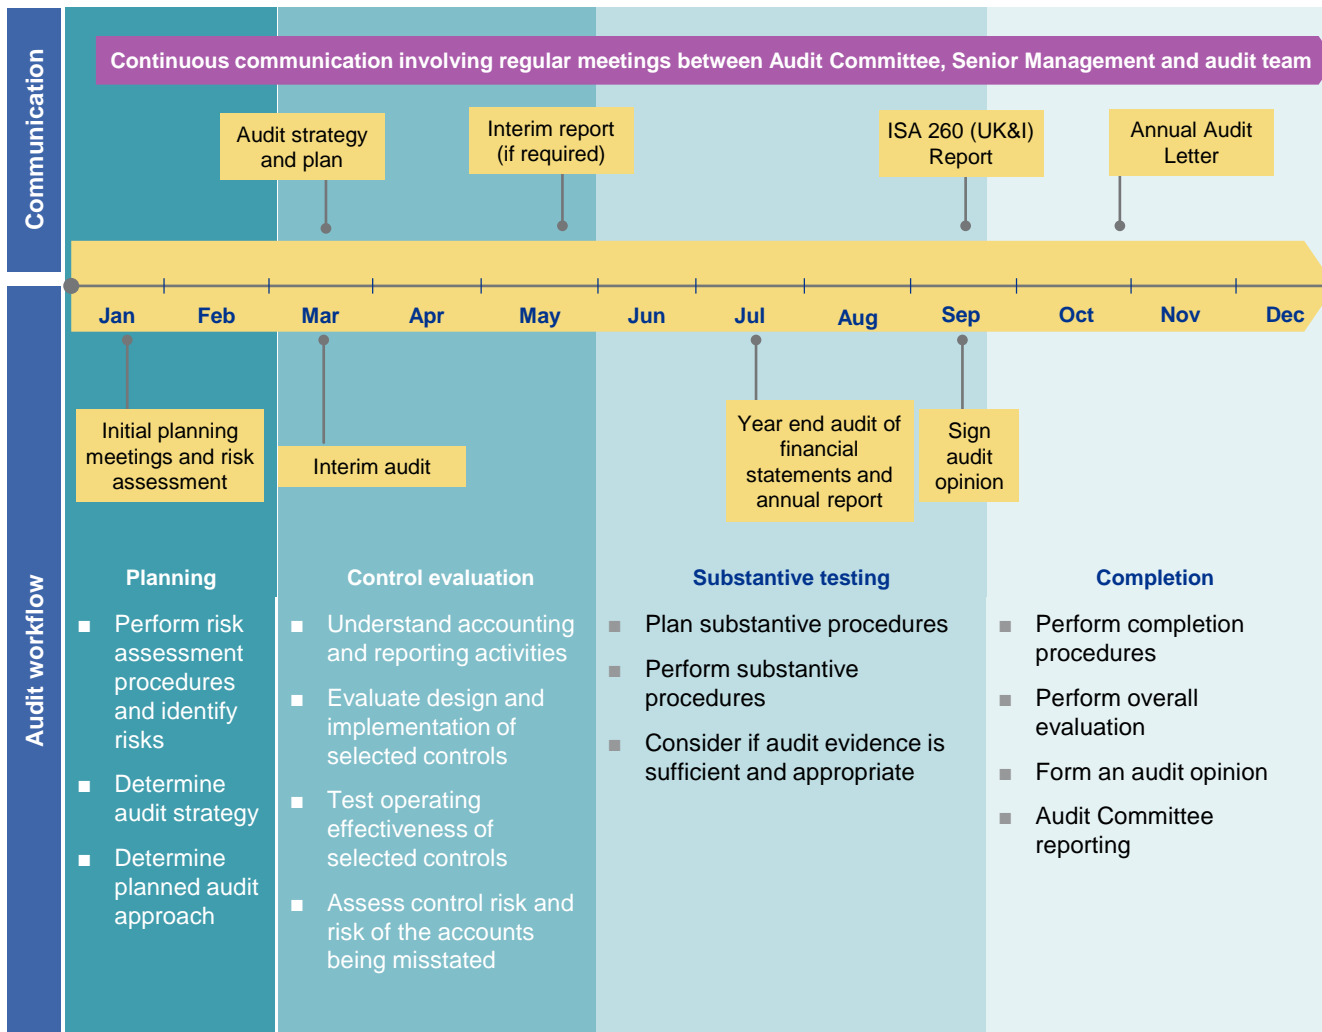 Communication
Continuous communication involving regular meetings between Audit Committee, Senior Management and audit team
Audit strategy
and plan
Interim report
(if required)
ISA 260 (UK&I)
Report
Annual Audit
Letter
Jan
Feb
Mar
Apr
May
Jun
Jul
Aug
Sep
Oct
Nov
Dec
Audit workflow
Initial planning
meetings and risk
assessment
Interim audit
Year end audit of
financial
statements and
annual report
Sign
audit
opinion
Planning
■ Perform risk
assessment
procedures
and identify
risks
■ Determine
audit strategy
■ Determine
planned audit
approach
Control evaluation
■ Understand accounting
and reporting activities
■ Evaluate design and
implementation of
selected controls
■ Test operating
effectiveness of
selected controls
■ Assess control risk and
risk of the accounts
being misstated
Substantive testing
■ Plan substantive procedures
■ Perform substantive
procedures
■ Consider if audit evidence is
sufficient and appropriate
Completion
■ Perform completion
procedures
■ Perform overall
evaluation
■ Form an audit opinion
■ Audit Committee
reporting